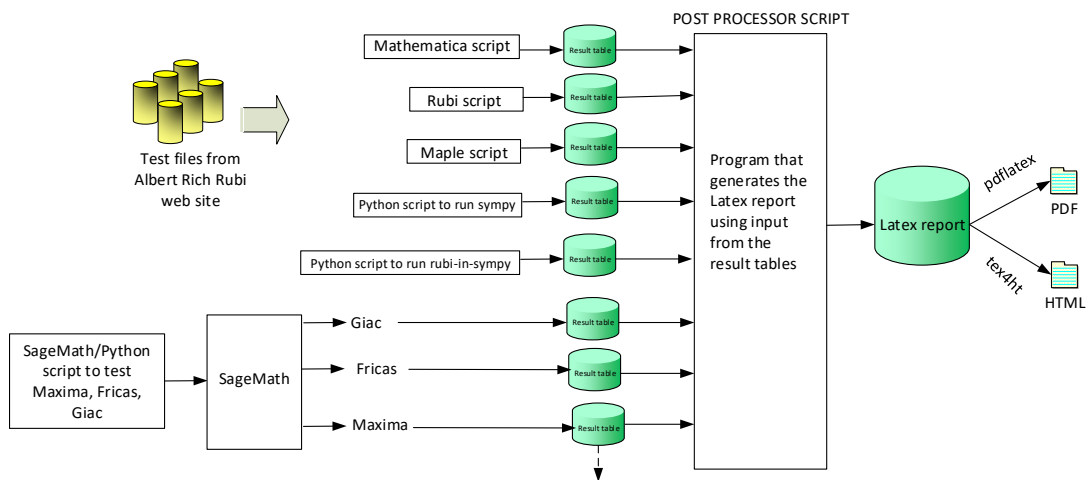 POST PROCESSOR SCRIPT
Mathematica script
Result table
Rubi script
Result table
Maple script
Result table
Test files from
Albert Rich Rubi
web site
Python script to run sympy
Result table
Python script to run rubi-in-sympy
Result table
Program that
generates the
Latex report
using input
from the
result tables
Latex report
pdflatex
PDF
tex4ht
HTML
SageMath/Python
script to test
Maxima, Fricas,
Giac
SageMath
Giac
Result table
Fricas
Result table
Maxima
Result table